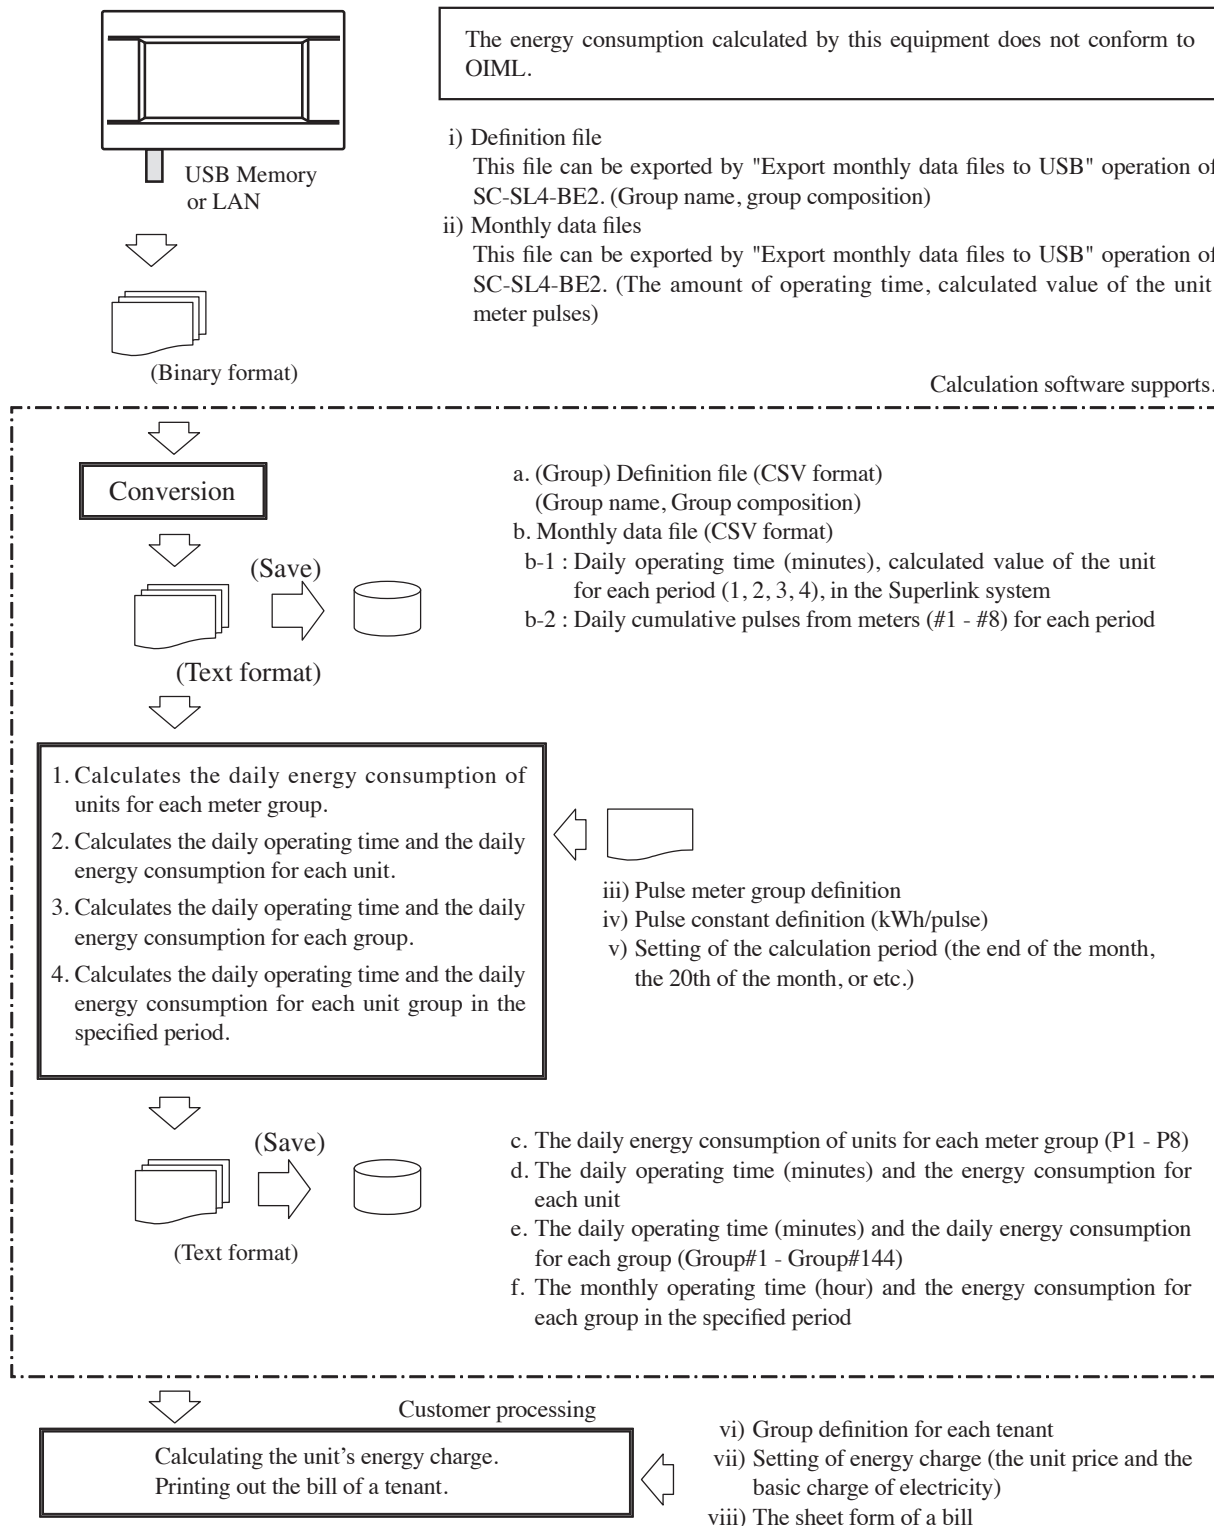 The energy consumption calculated by this equipment does not conform to
OIML.
USB Memory
or LAN
(Binary format)
i) Definition file
This file can be exported by "Export monthly data files to USB" operation of
SC-SL4-BE2. (Group name, group composition)
ii) Monthly data files
This file can be exported by "Export monthly data files to USB" operation of
SC-SL4-BE2. (The amount of operating time, calculated value of the unit
meter pulses)
Calculation software supports.
Conversion
(Save)
(Text format)
a. (Group) Definition file (CSV format)
(Group name, Group composition)
b. Monthly data file (CSV format)
b-1 : Daily operating time (minutes), calculated value of the unit
for each period (1, 2, 3, 4), in the Superlink system
b-2 : Daily cumulative pulses from meters (#1 - #8) for each period
1. Calculates the daily energy consumption of
units for each meter group.
2. Calculates the daily operating time and the daily
energy consumption for each unit.
3. Calculates the daily operating time and the daily
energy consumption for each group.
4. Calculates the daily operating time and the daily
energy consumption for each unit group in the
specified period.
iii) Pulse meter group definition
iv) Pulse constant definition (kWh/pulse)
v) Setting of the calculation period (the end of the month,
the 20th of the month, or etc.)
(Save)
(Text format)
c. The daily energy consumption of units for each meter group (P1 - P8)
d. The daily operating time (minutes) and the energy consumption for
each unit
e. The daily operating time (minutes) and the daily energy consumption
for each group (Group#1 - Group#144)
f. The monthly operating time (hour) and the energy consumption for
each group in the specified period
Customer processing
Calculating the unit's energy charge.
Printing out the bill of a tenant.
vi) Group definition for each tenant
vii) Setting of energy charge (the unit price and the
basic charge of electricity)
viii) The sheet form of a bill